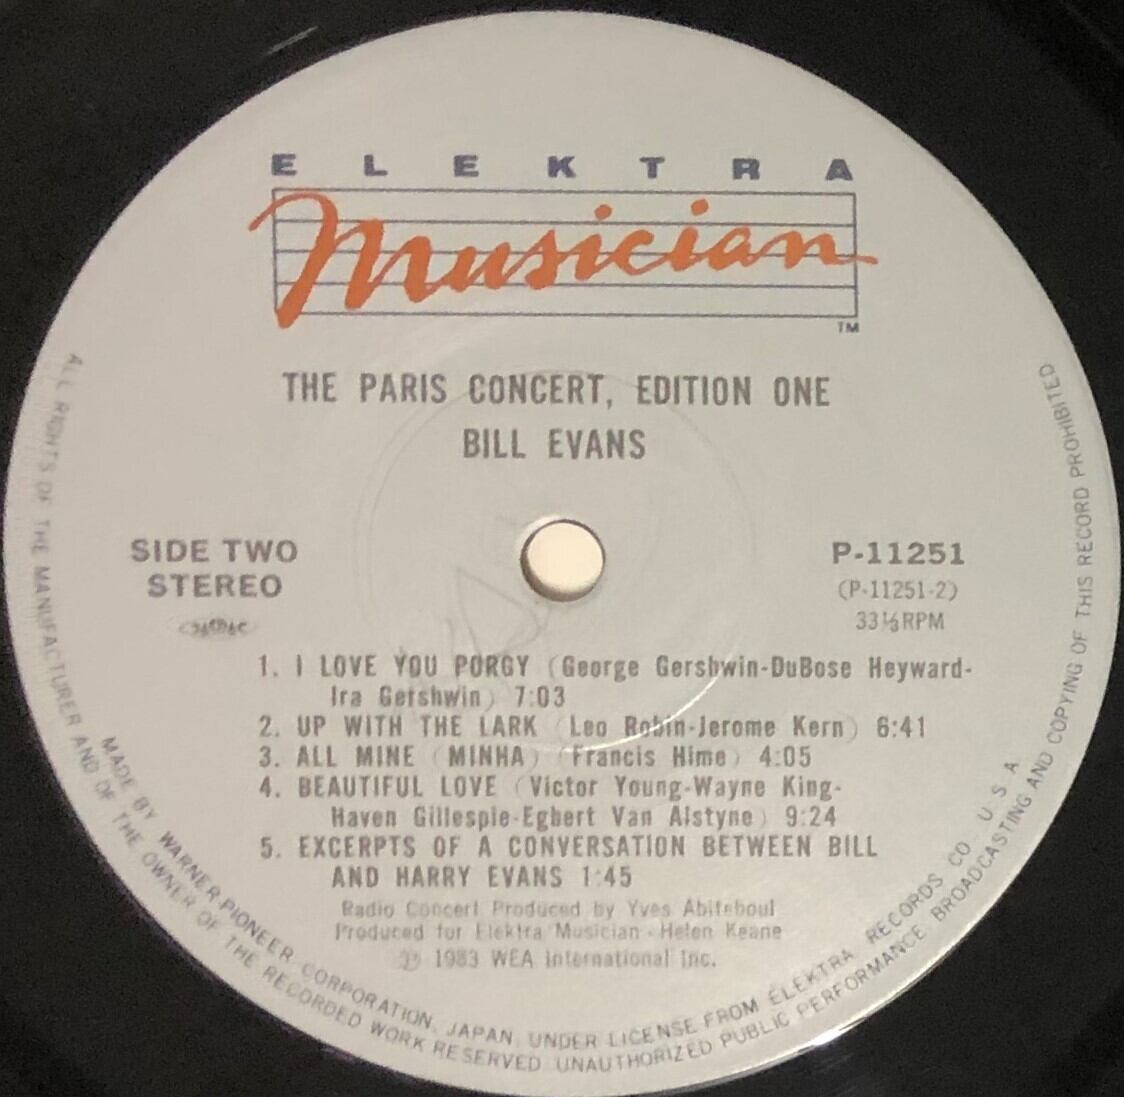 ELEKTRA
Musician
TM
THE PARIS CONCERT, EDITION ONE
BILL EVANS
SIDE TWO
STEREO
P-11251
(P-11251-2)
33⅓RPM
1. I LOVE YOU PORGY (George Gershwin-DuBose Heyward-
Ira Gershwin) 7:03
2. UP WITH THE LARK (Leo Robin-Jerome Kern) 6:41
3. ALL MINE (MINHA) (Francis Hime) 4:05
4. BEAUTIFUL LOVE (Victor Young-Wayne King-
Haven Gillespie-Egbert Van Alstyne) 9:24
5. EXCERPTS OF A CONVERSATION BETWEEN BILL
AND HARRY EVANS 1:45
Radio Concert Produced by Yves Abiteboul
Produced for Elektra/Musician - Helen Keane
℗ 1983 WEA International Inc.
MADE BY WARNER-PIONEER CORPORATION, JAPAN, UNDER LICENSE FROM ELEKTRA RECORDS CO. U.S.A.
ALL RIGHTS OF THE MANUFACTURER AND OF THE OWNER OF THE RECORDED WORK RESERVED. UNAUTHORIZED PUBLIC PERFORMANCE BROADCASTING AND COPYING OF THIS RECORD PROHIBITED